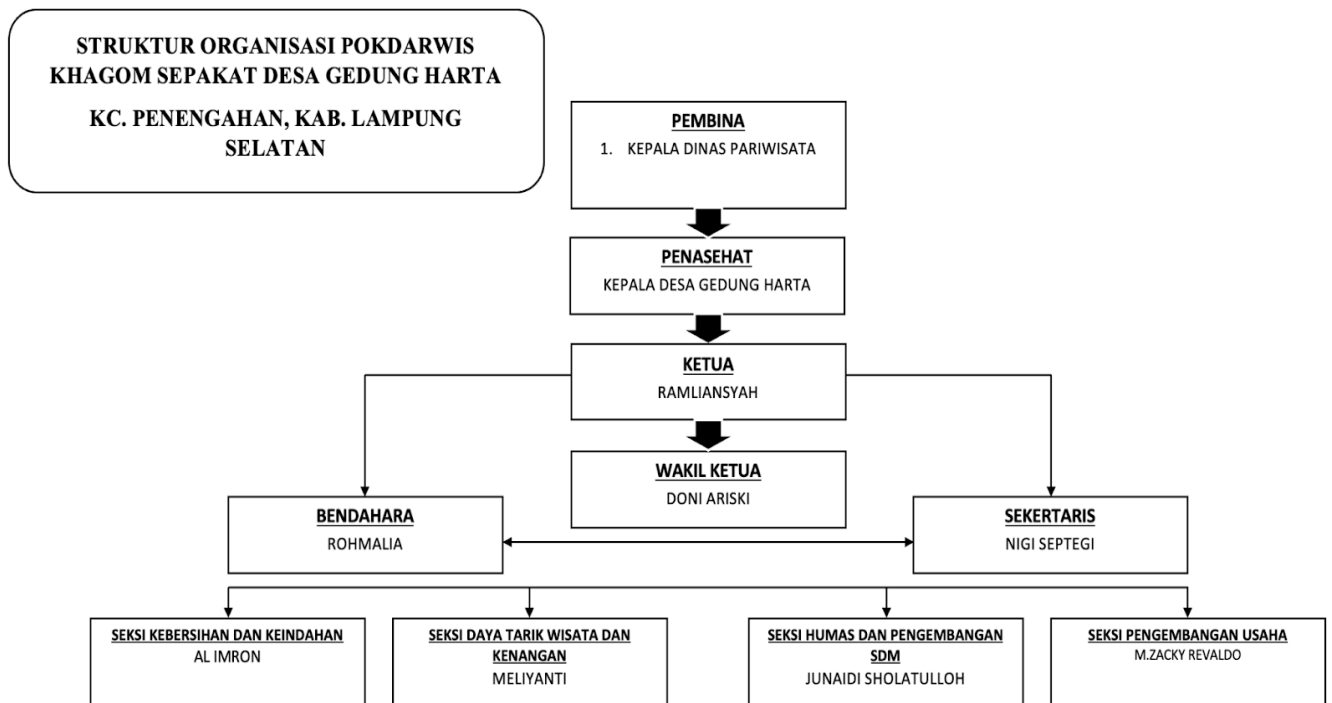 STRUKTUR ORGANISASI POKDARWIS
KHAGOM SEPAKAT DESA GEDUNG HARTA
KC. PENENGAHAN, KAB. LAMPUNG
SELATAN
PEMBINA
1. KEPALA DINAS PARIWISATA
PENASEHAT
KEPALA DESA GEDUNG HARTA
KETUA
RAMLIANSYAH
WAKIL KETUA
DONI ARISKI
BENDAHARA
ROHMALIA
SEKERTARIS
NIGI SEPTEGI
SEKSI KEBERSIHAN DAN KEINDAHAN
AL IMRON
SEKSI DAYA TARIK WISATA DAN
KENANGAN
MELIYANTI
SEKSI HUMAS DAN PENGEMBANGAN
SDM
JUNAIDI SHOLATULLOH
SEKSI PENGEMBANGAN USAHA
M.ZACKY REVALDO